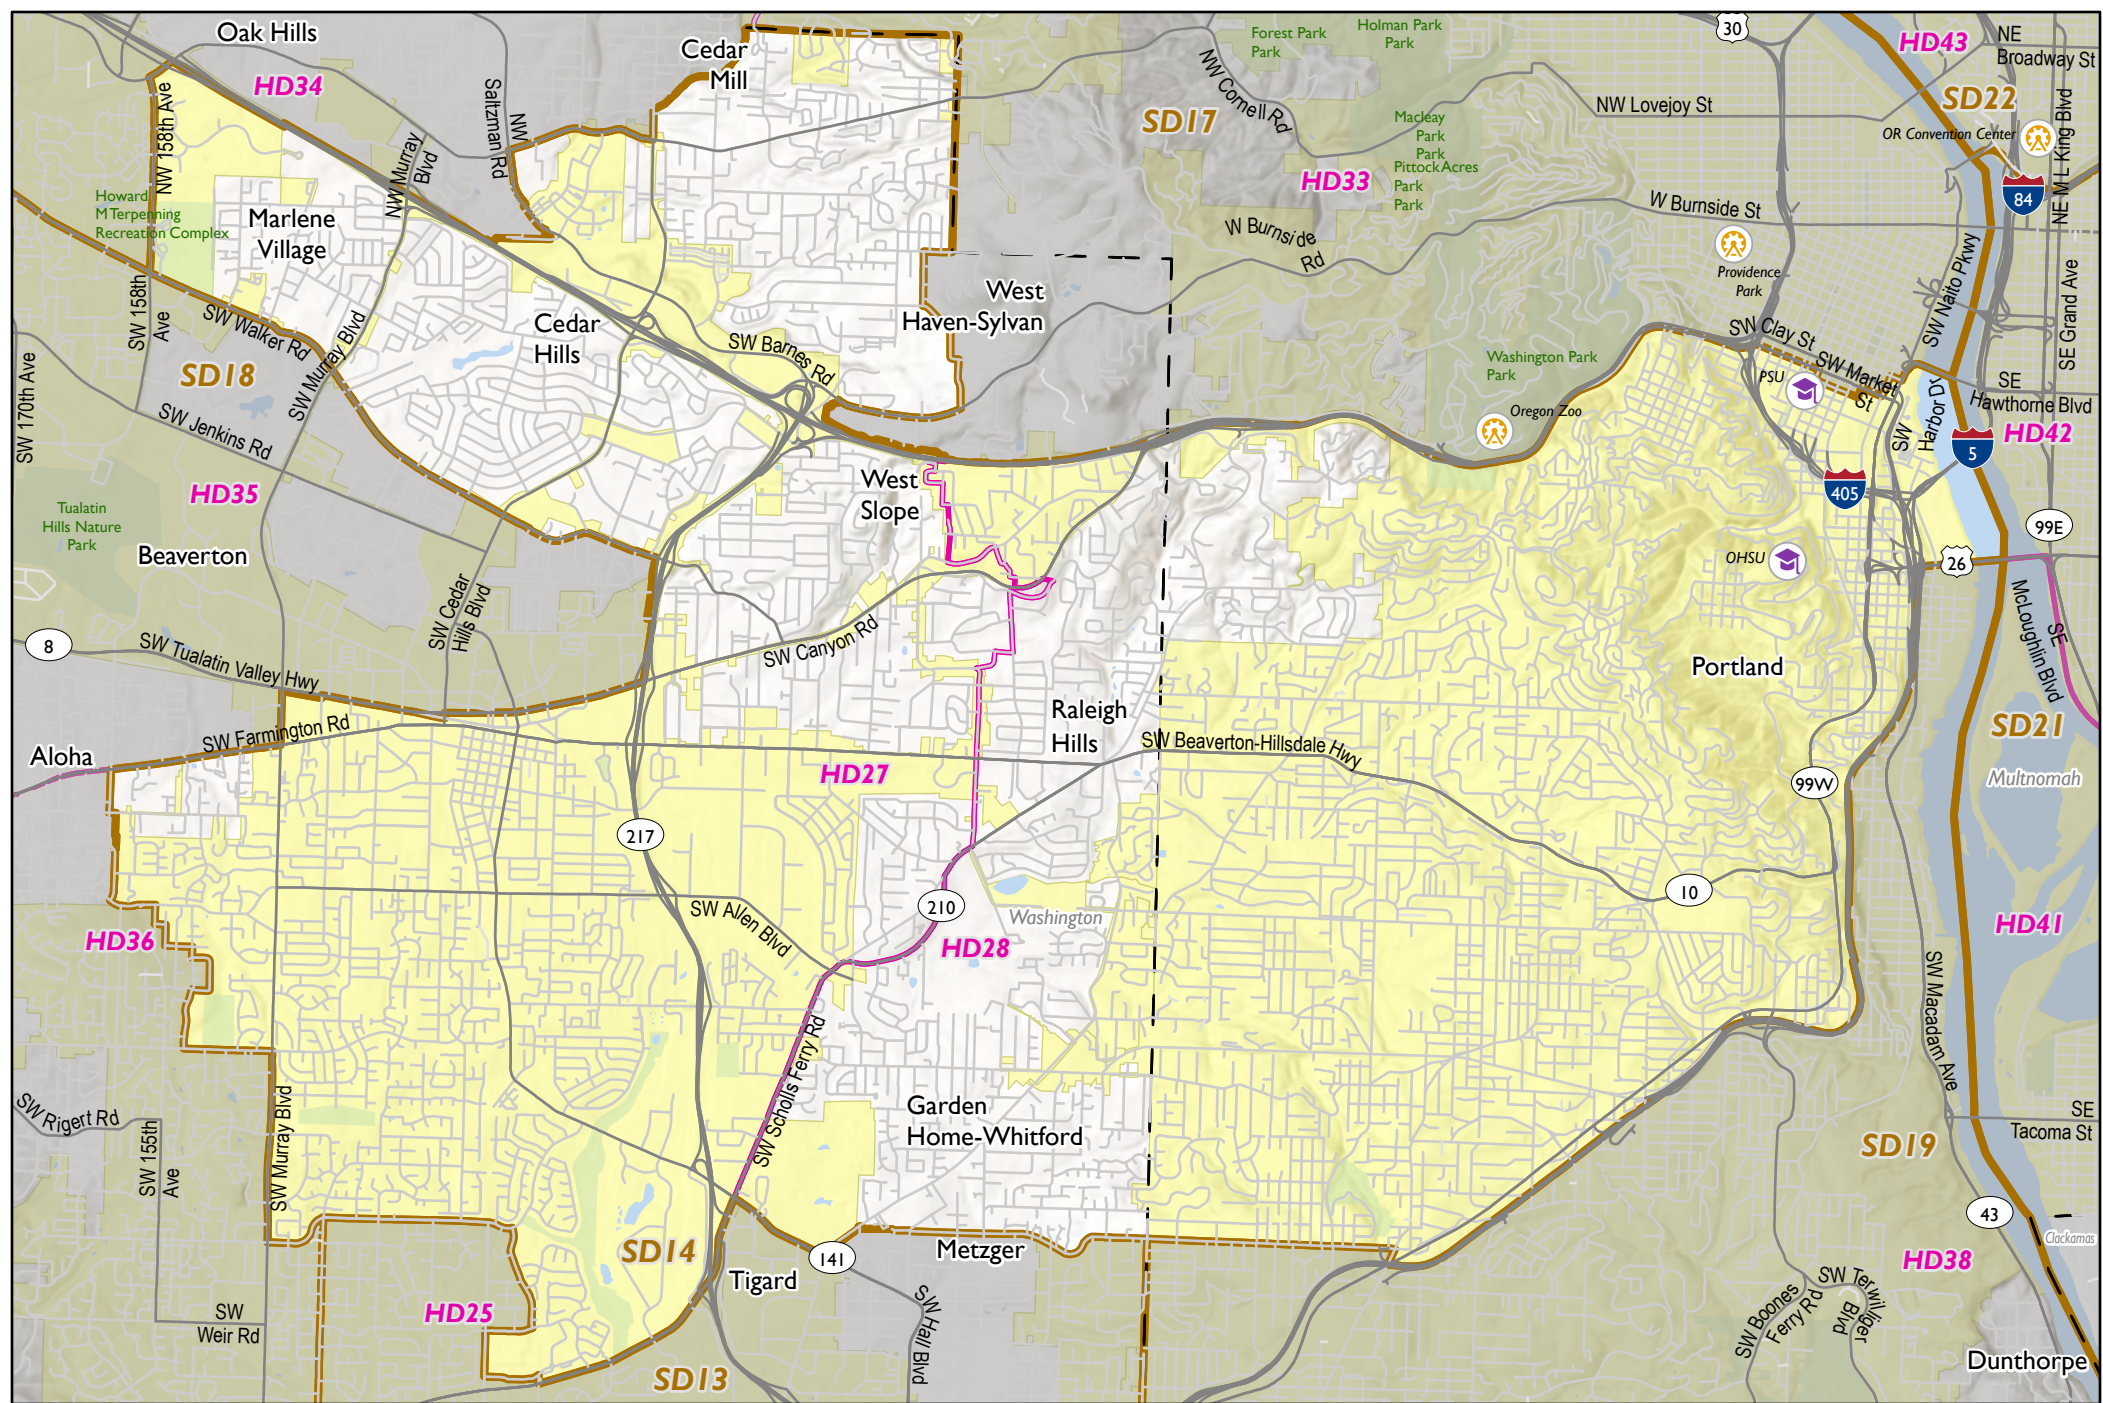 Oak Hills
HD34
Cedar
Mill
Forest Park
Park
Holman Park
Park
30
HD43
NE
Broadway St
SD22
NW 158th Ave
NW
Saltzman Rd
NW Murray
Blvd
SD17
NW Cornell Rd
NW Lovejoy St
Macleay
Park
Park
Pittock Acres
Park
Park
OR Convention Center
NE M L King Blvd
84
HD33
Howard
M Terpenning
Recreation Complex
Marlene
Village
W Burnside
Rd
W Burnside St
Providence
Park
West
Haven-Sylvan
SW 158th
Ave
SW Walker Rd
SW Murray Blvd
Cedar
Hills
SW Barnes Rd
SW Naito Pkwy
SE Grand Ave
SW 170th Ave
SD18
SW Clay St
SW Market
St
PSU
Washington Park
Park
Oregon Zoo
SE
Hawthorne Blvd
SW
Harbor Dr
HD42
5
405
SW Jenkins Rd
HD35
West
Slope
Tualatin
Hills Nature
Park
Beaverton
99E
OHSU
26
SW Cedar
Hills Blvd
SW Canyon Rd
8
SW Tualatin Valley Hwy
SE
McLoughlin Blvd
Portland
Raleigh
Hills
SD21
SW Farmington Rd
Aloha
SW Beaverton-Hillsdale Hwy
HD27
99W
Multnomah
217
10
SW Allen Blvd
210
Washington
HD28
HD36
HD41
SW Macadam Ave
SW Scholls Ferry Rd
SW Rigert Rd
SW 155th
Ave
SW Murray Blvd
Garden
Home-Whitford
SE
Tacoma St
SD19
43
Clackamas
SD14
141
Metzger
Tigard
HD38
HD25
SW
Weir Rd
SW Hall Blvd
SW Boones
Ferry Rd
SW Terwilliger
Blvd
SD13
Dunthorpe